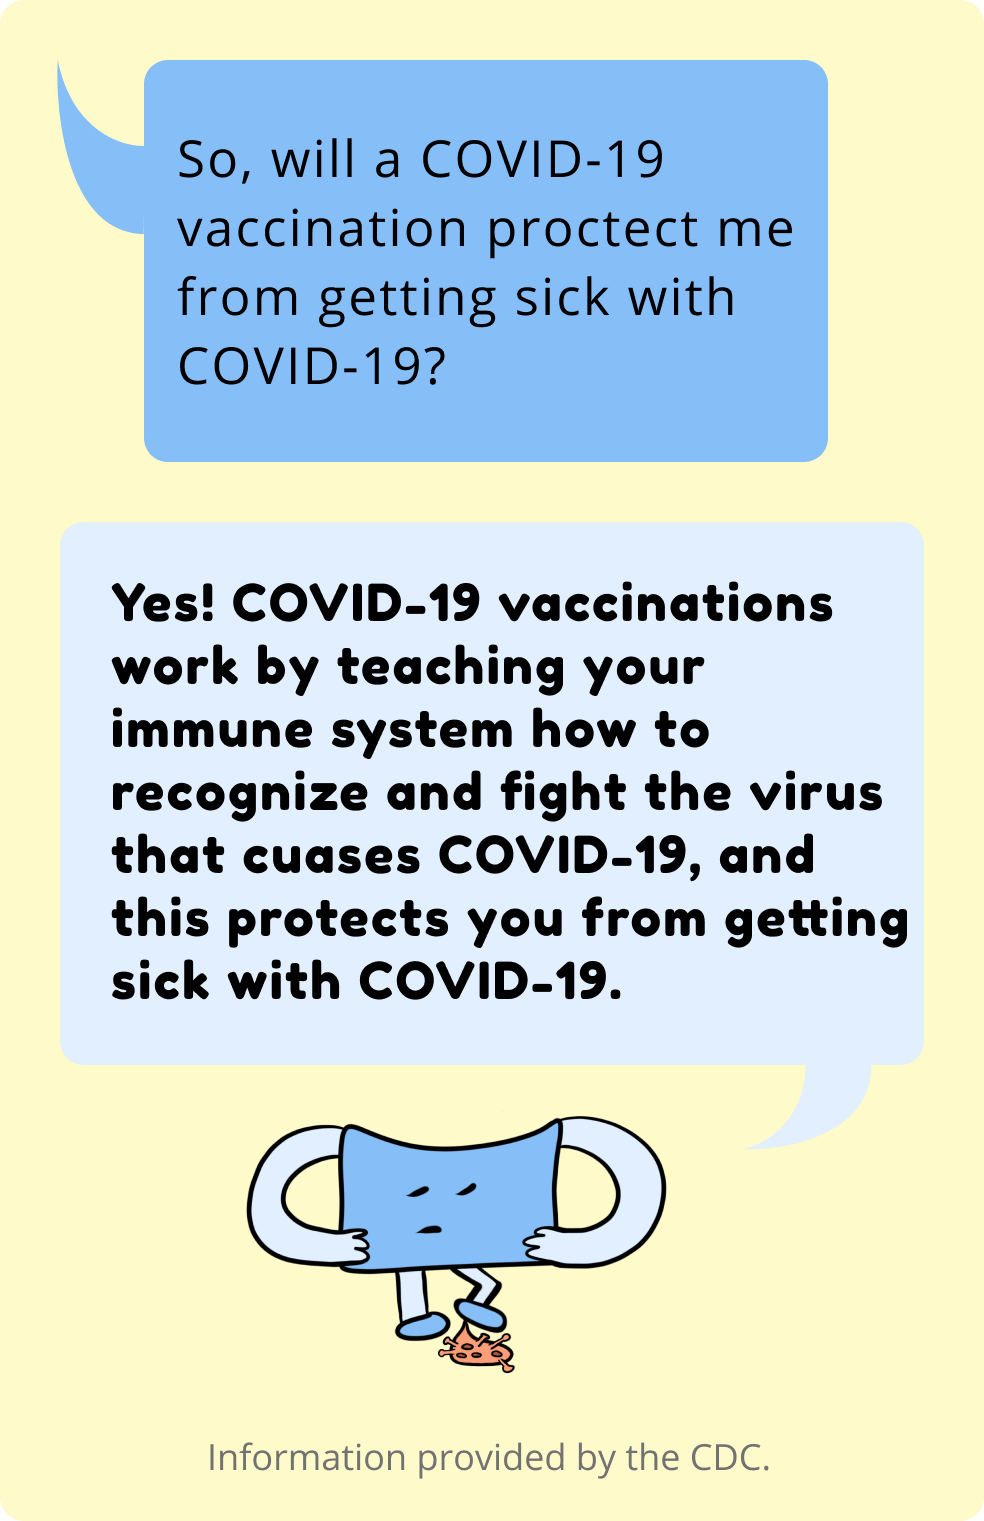 So, will a COVID-19
vaccination proctect me
from getting sick with
COVID-19?
Yes! COVID-19 vaccinations
work by teaching your
immune system how to
recognize and fight the virus
that cuases COVID-19, and
this protects you from getting
sick with COVID-19.
Information provided by the CDC.